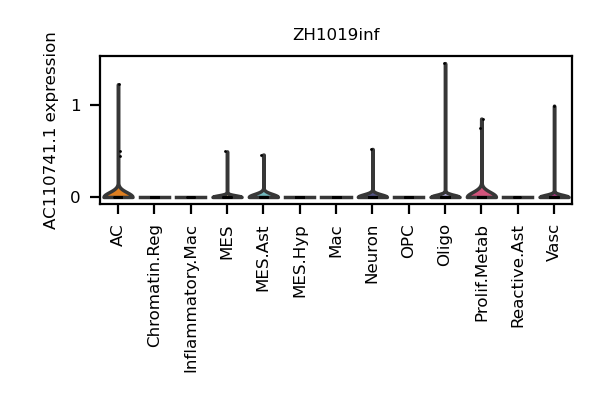 ZH1019inf
AC110741.1 expression
1
0
AC
Chromatin.Reg
Inflammatory.Mac
MES
MES.Ast
MES.Hyp
Mac
Neuron
OPC
Oligo
Prolif.Metab
Reactive.Ast
Vasc